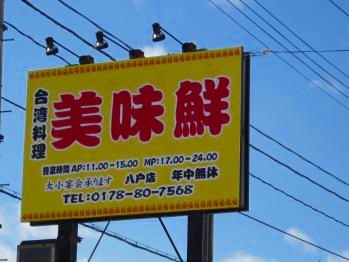 台湾料理
美味鮮
営業時間 AP:11.00-15.00 MP:17.00-24.00
大小宴会承ります 八戸店 年中無休
TEL:0178-80-7568